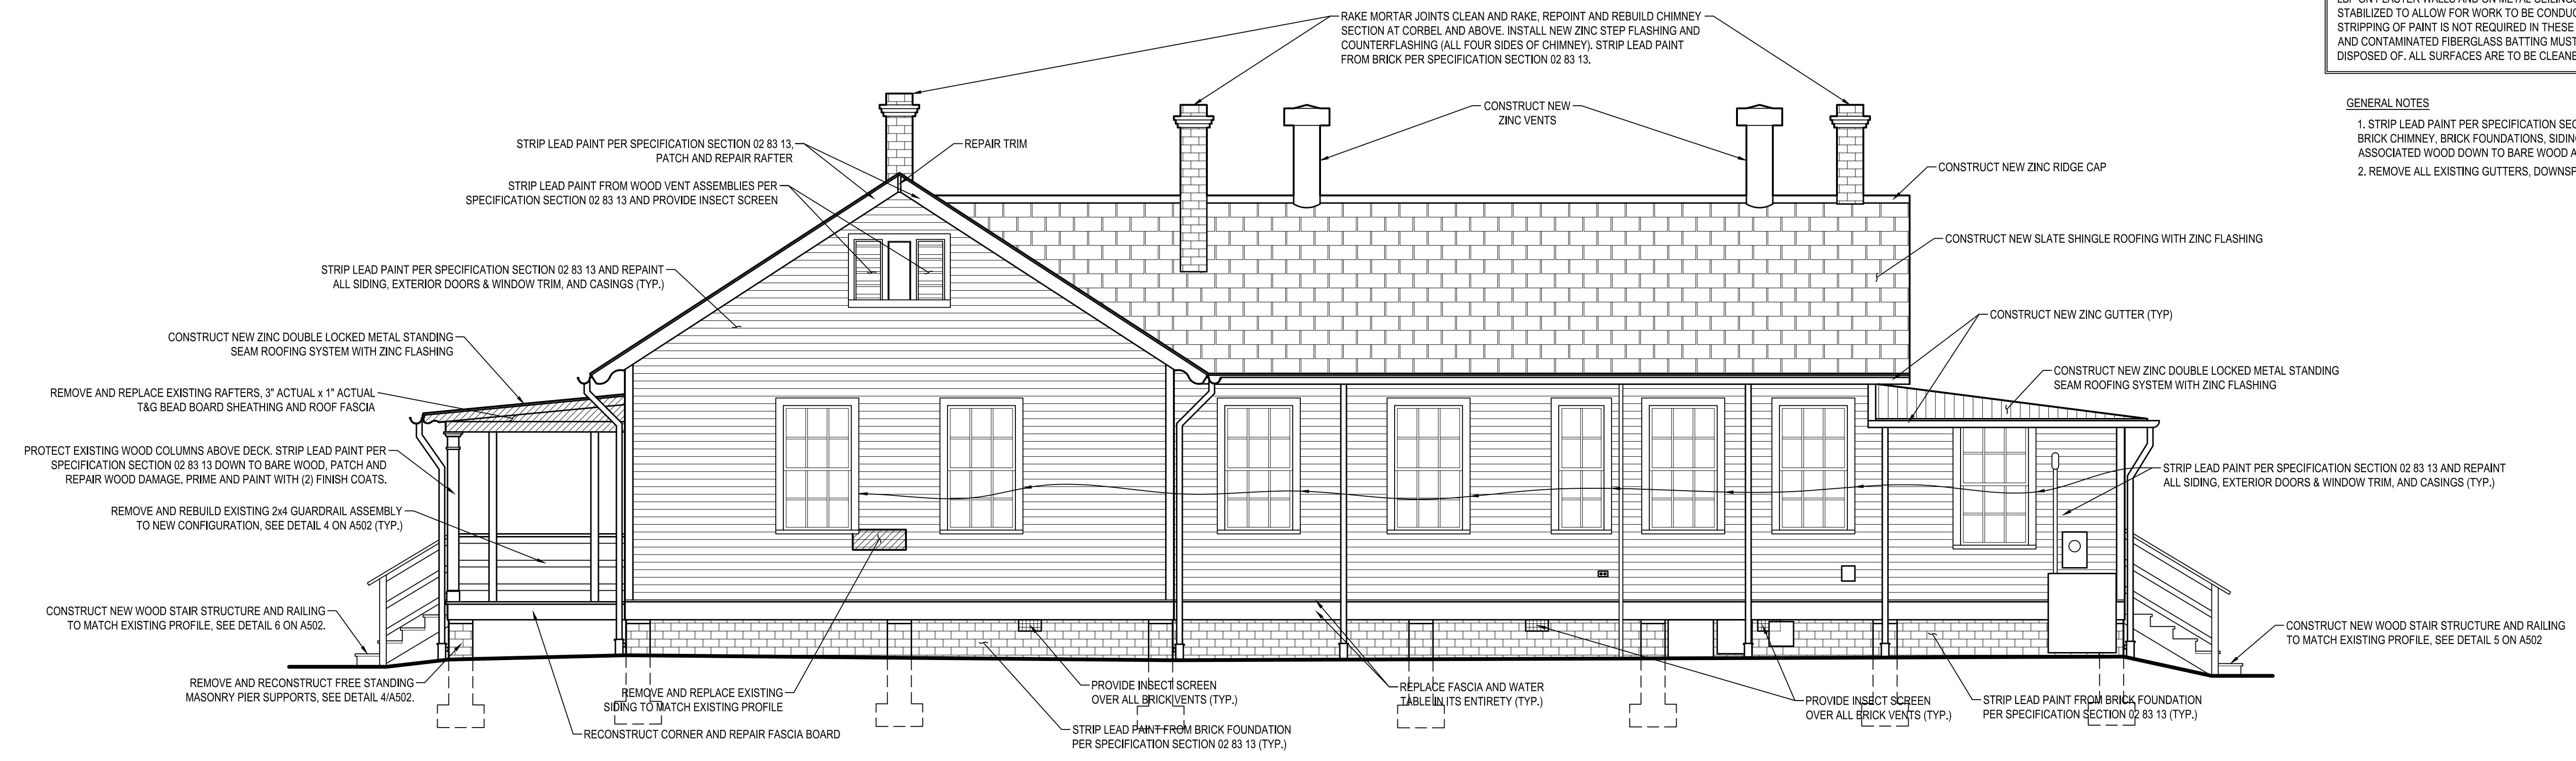 RAKE MORTAR JOINTS CLEAN AND RAKE, REPOINT AND REBUILD CHIMNEY
SECTION AT CORBEL AND ABOVE. INSTALL NEW ZINC STEP FLASHING AND
COUNTERFLASHING (ALL FOUR SIDES OF CHIMNEY). STRIP LEAD PAINT
FROM BRICK PER SPECIFICATION SECTION 02 83 13.
STABILIZED TO ALLOW FOR WORK TO BE
STRIPPING OF PAINT IS NOT REQUIRED IN THESE
AND CONTAMINATED FIBERGLASS BATTING MUST
DISPOSED OF. ALL SURFACES ARE TO BE
GENERAL NOTES
1. STRIP LEAD PAINT PER SPECIFICATION
BRICK CHIMNEY, BRICK FOUNDATIONS,
ASSOCIATED WOOD DOWN TO BARE WOOD
2. REMOVE ALL EXISTING GUTTERS,
CONSTRUCT NEW
ZINC VENTS
STRIP LEAD PAINT PER SPECIFICATION SECTION 02 83 13,
PATCH AND REPAIR RAFTER
REPAIR TRIM
CONSTRUCT NEW ZINC RIDGE CAP
STRIP LEAD PAINT FROM WOOD VENT ASSEMBLIES PER
SPECIFICATION SECTION 02 83 13 AND PROVIDE INSECT SCREEN
CONSTRUCT NEW SLATE SHINGLE ROOFING WITH ZINC FLASHING
STRIP LEAD PAINT PER SPECIFICATION SECTION 02 83 13 AND REPAINT
ALL SIDING, EXTERIOR DOORS & WINDOW TRIM, AND CASINGS (TYP.)
CONSTRUCT NEW ZINC GUTTER (TYP)
CONSTRUCT NEW ZINC DOUBLE LOCKED METAL STANDING
SEAM ROOFING SYSTEM WITH ZINC FLASHING
CONSTRUCT NEW ZINC DOUBLE LOCKED METAL STANDING
SEAM ROOFING SYSTEM WITH ZINC FLASHING
REMOVE AND REPLACE EXISTING RAFTERS, 3" ACTUAL x 1" ACTUAL
T&G BEAD BOARD SHEATHING AND ROOF FASCIA
PROTECT EXISTING WOOD COLUMNS ABOVE DECK. STRIP LEAD PAINT PER
SPECIFICATION SECTION 02 83 13 DOWN TO BARE WOOD, PATCH AND
REPAIR WOOD DAMAGE. PRIME AND PAINT WITH (2) FINISH COATS.
STRIP LEAD PAINT PER SPECIFICATION SECTION 02 83 13 AND REPAINT
ALL SIDING, EXTERIOR DOORS & WINDOW TRIM, AND CASINGS (TYP.)
REMOVE AND REBUILD EXISTING 2x4 GUARDRAIL ASSEMBLY
TO NEW CONFIGURATION, SEE DETAIL 4 ON A502 (TYP.)
CONSTRUCT NEW WOOD STAIR STRUCTURE AND RAILING
TO MATCH EXISTING PROFILE, SEE DETAIL 6 ON A502.
CONSTRUCT NEW WOOD STAIR STRUCTURE AND RAILING
TO MATCH EXISTING PROFILE, SEE DETAIL 5 ON A502
REMOVE AND RECONSTRUCT FREE STANDING
MASONRY PIER SUPPORTS, SEE DETAIL 4/A502.
REMOVE AND REPLACE EXISTING
SIDING TO MATCH EXISTING PROFILE
PROVIDE INSECT SCREEN
OVER ALL BRICK VENTS (TYP.)
REPLACE FASCIA AND WATER
TABLE IN ITS ENTIRETY (TYP.)
PROVIDE INSECT SCREEN
OVER ALL BRICK VENTS (TYP.)
STRIP LEAD PAINT FROM BRICK FOUNDATION
PER SPECIFICATION SECTION 02 83 13 (TYP.)
RECONSTRUCT CORNER AND REPAIR FASCIA BOARD
STRIP LEAD PAINT FROM BRICK FOUNDATION
PER SPECIFICATION SECTION 02 83 13 (TYP.)